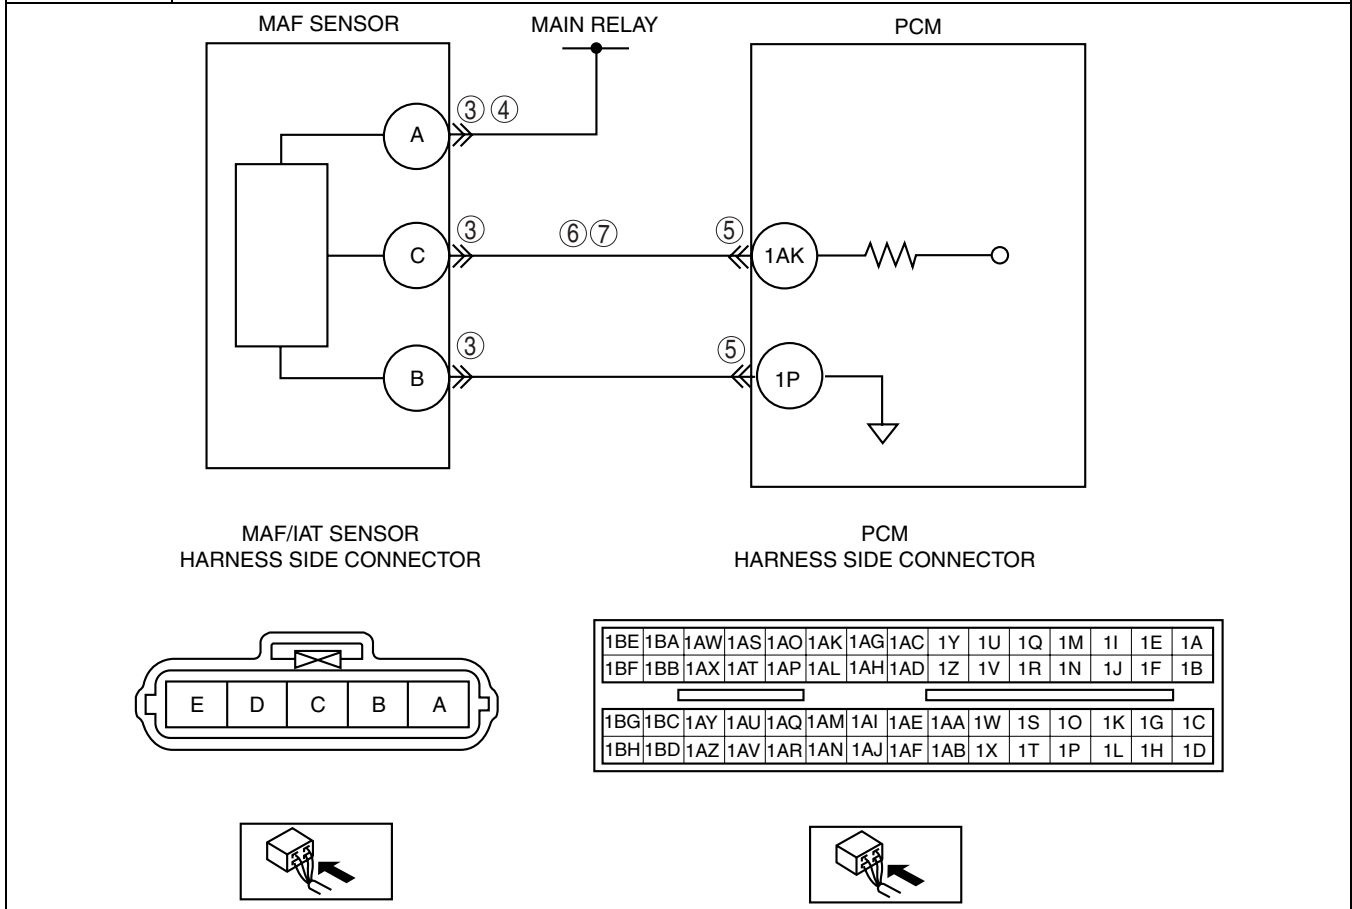 MAF SENSOR MAIN RELAY PCM
A ③ ④
C ③ ⑥ ⑦ ⑤ 1AK
B ③ ⑤ 1P
MAF/IAT SENSOR
HARNESS SIDE CONNECTOR
PCM
HARNESS SIDE CONNECTOR
E D C B A
1BE 1BA 1AW 1AS 1AO 1AK 1AG 1AC 1Y 1U 1Q 1M 1I 1E 1A
1BF 1BB 1AX 1AT 1AP 1AL 1AH 1AD 1Z 1V 1R 1N 1J 1F 1B
1BG 1BC 1AY 1AU 1AQ 1AM 1AI 1AE 1AA 1W 1S 1O 1K 1G 1C
1BH 1BD 1AZ 1AV 1AR 1AN 1AJ 1AF 1AB 1X 1T 1P 1L 1H 1D